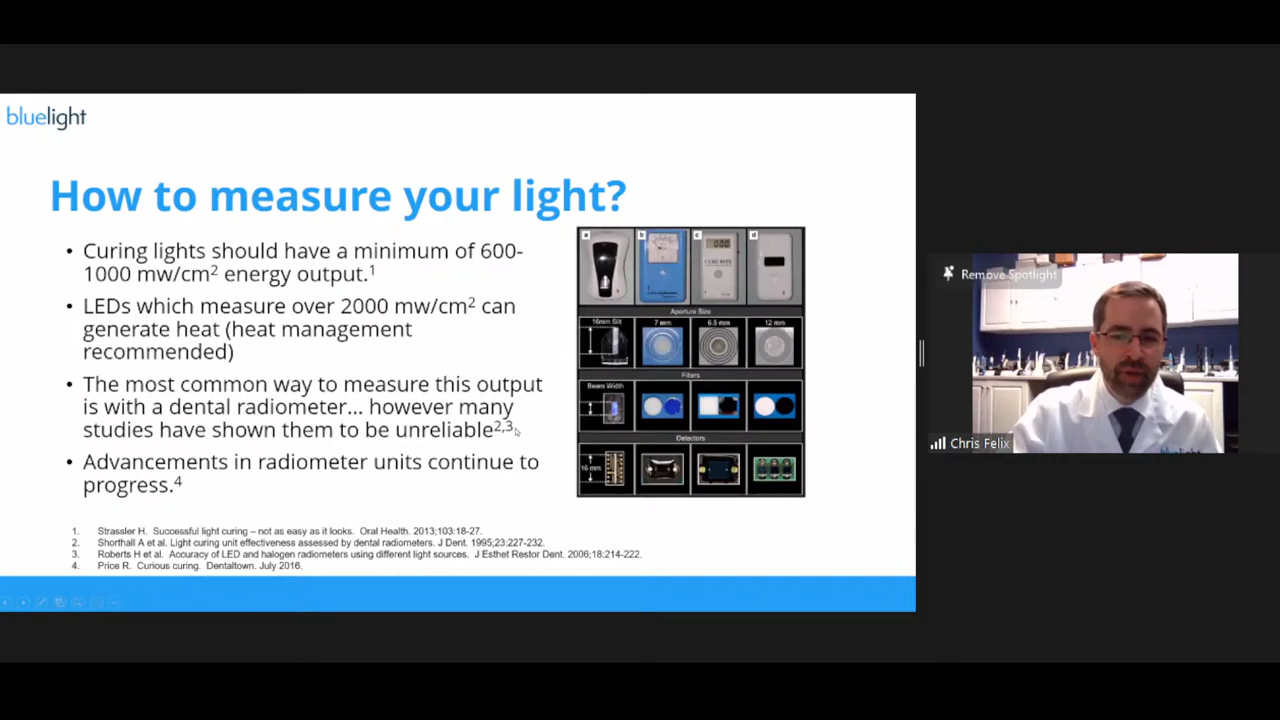 bluelight
How to measure your light?
• Curing lights should have a minimum of 600-
1000 mw/cm² energy output.¹
• LEDs which measure over 2000 mw/cm² can
generate heat (heat management
recommended)
• The most common way to measure this output
is with a dental radiometer... however many
studies have shown them to be unreliable²,³
• Advancements in radiometer units continue to
progress.⁴
a b c d
000
CURE RITE
Aperture Size
16mm Slit 7 mm 6.5 mm 12 mm
Filters
Beam Width
Detectors
16 mm
1. Strassler H. Successful light curing – not as easy as it looks. Oral Health. 2013;103:18-27.
2. Shorthall A et al. Light curing unit effectiveness assessed by dental radiometers. J Dent. 1995;23:227-232.
3. Roberts H et al. Accuracy of LED and halogen radiometers using different light sources. J Esthet Restor Dent. 2006;18:214-222.
4. Price R. Curious curing. Dentaltown. July 2016.
Remove Spotlight
Chris Felix
bluelight